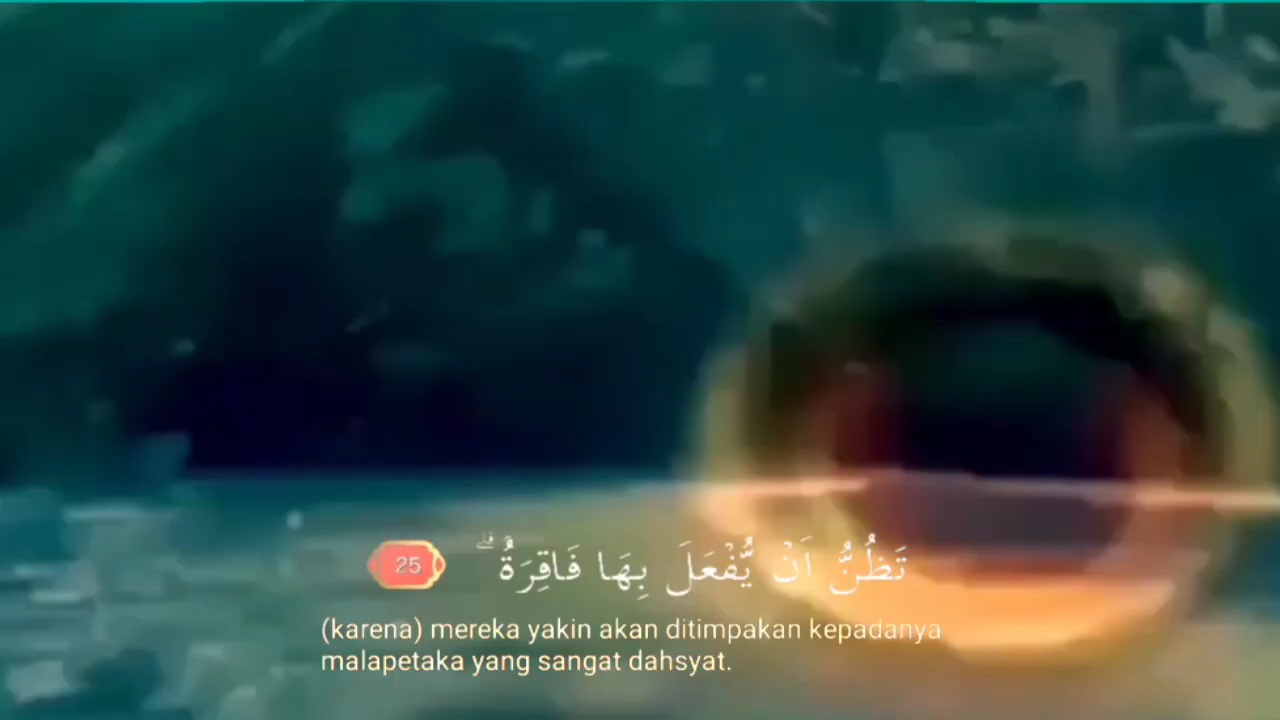 تَظُنُّ اَنْ يُّفْعَلَ بِهَا فَاقِرَةٌ ۗ 25
(karena) mereka yakin akan ditimpakan kepadanya
malapetaka yang sangat dahsyat.